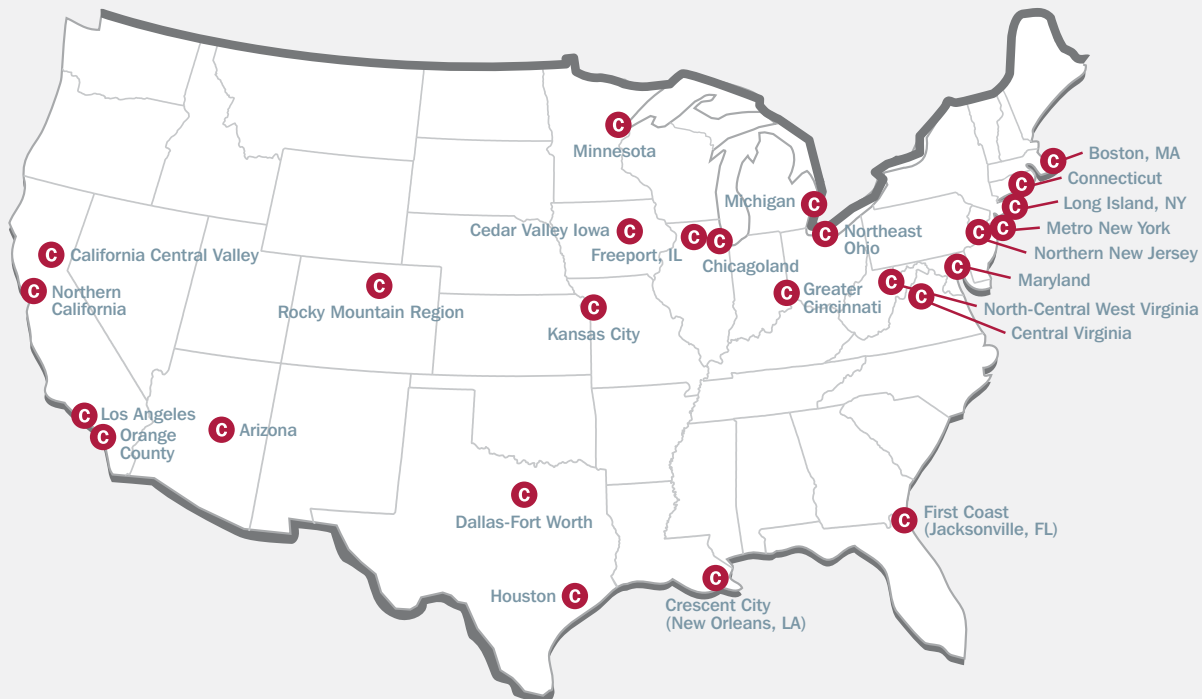 C
Minnesota
C
Boston, MA
C
Connecticut
C
Long Island, NY
C
Metro New York
C
Northern New Jersey
C
Maryland
C
Michigan
C
Northeast
Ohio
C
Cedar Valley Iowa
C
Freeport, IL
C
Chicagoland
C
California Central Valley
C
Northern
California
C
Rocky Mountain Region
C
Kansas City
C
Greater
Cincinnati
C
North-Central West Virginia
C
Central Virginia
C
Los Angeles
C
Orange
County
C
Arizona
C
Dallas-Fort Worth
C
First Coast
(Jacksonville, FL)
C
Houston
C
Crescent City
(New Orleans, LA)